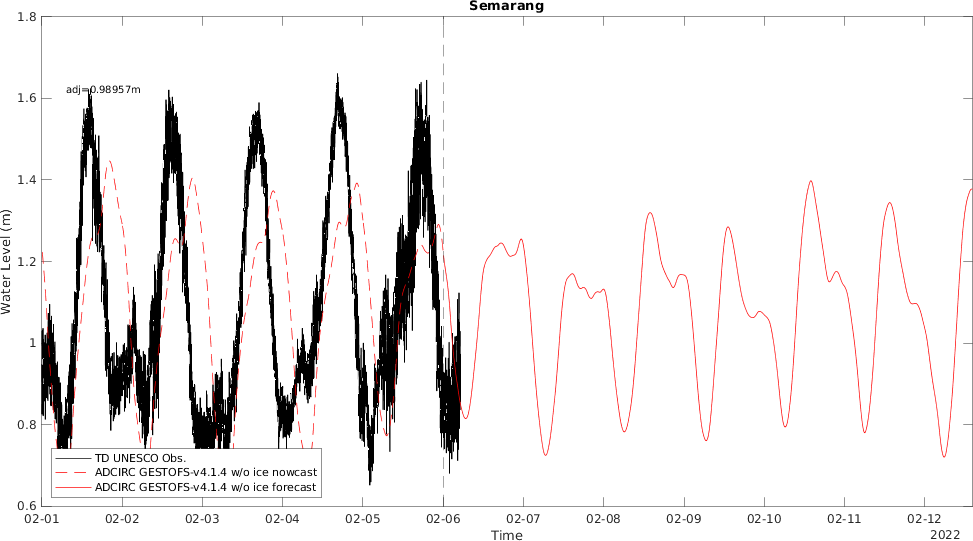 Semarang
1.8
1.6
1.4
1.2
1
0.8
0.6
Water Level (m)
adj=0.98957m
TD UNESCO Obs.
ADCIRC GESTOFS-v4.1.4 w/o ice nowcast
ADCIRC GESTOFS-v4.1.4 w/o ice forecast
02-01 02-02 02-03 02-04 02-05 02-06 02-07 02-08 02-09 02-10 02-11 02-12
Time
2022